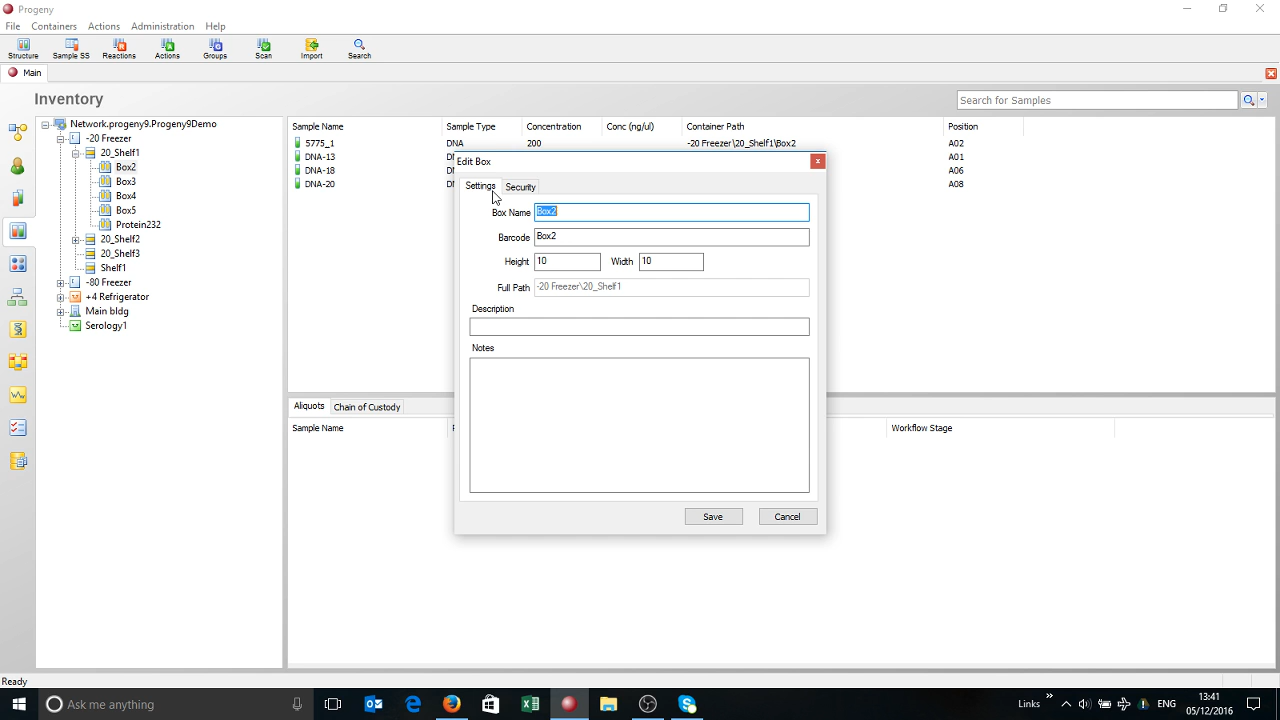 Progeny
File Containers Actions Administration Help
Structure Sample SS Reactions Actions Groups Scan Import Search
Main
Inventory
Search for Samples
Network.progeny9.Progeny9Demo
-20 Freezer
20_Shelf1
Box2
Box3
Box4
Box5
Protein232
20_Shelf2
20_Shelf3
Shelf1
-80 Freezer
+4 Refrigerator
Main bldg
Serology1
Sample Name Sample Type Concentration Conc (ng/ul) Container Path Position
5775_1 DNA 200 -20 Freezer\20_Shelf1\Box2 A02
DNA-13 A01
DNA-18 A06
DNA-20 A08
Edit Box
Settings Security
Box Name Box2
Barcode Box2
Height 10 Width 10
Full Path -20 Freezer\20_Shelf1
Description
Notes
Save Cancel
Aliquots Chain of Custody
Sample Name Workflow Stage
Ready
Ask me anything
Links
ENG
13:41
05/12/2016